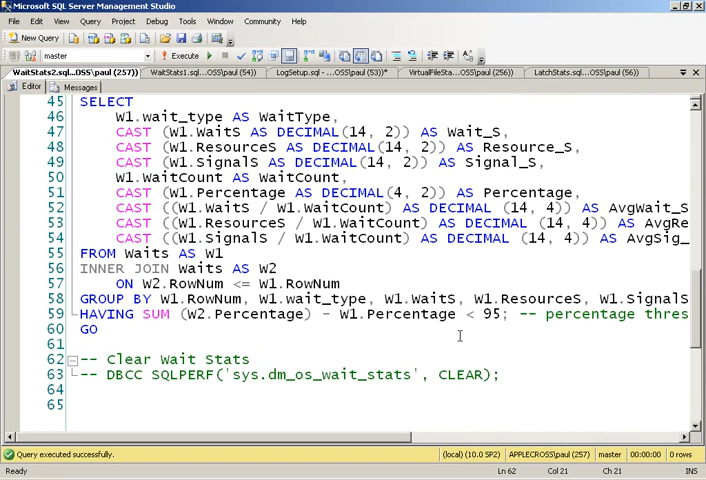 Microsoft SQL Server Management Studio
File Edit View Query Project Debug Tools Window Community Help
New Query
master Execute
WaitStats2.sql...OSS\paul (257)) WaitStats1.sql...OSS\paul (54)) LogSetup.sql - ...OSS\paul (53))* VirtualFileSta...OSS\paul (256)) LatchStats.sql...OSS\paul (56))
Editor Messages
45 SELECT
46 W1.wait_type AS WaitType,
47 CAST (W1.WaitS AS DECIMAL(14, 2)) AS Wait_S,
48 CAST (W1.ResourceS AS DECIMAL(14, 2)) AS Resource_S,
49 CAST (W1.SignalS AS DECIMAL(14, 2)) AS Signal_S,
50 W1.WaitCount AS WaitCount,
51 CAST (W1.Percentage AS DECIMAL(4, 2)) AS Percentage,
52 CAST ((W1.WaitS / W1.WaitCount) AS DECIMAL (14, 4)) AS AvgWait_S
53 CAST ((W1.ResourceS / W1.WaitCount) AS DECIMAL (14, 4)) AS AvgRe
54 CAST ((W1.SignalS / W1.WaitCount) AS DECIMAL (14, 4)) AS AvgSig_
55 FROM Waits AS W1
56 INNER JOIN Waits AS W2
57 ON W2.RowNum <= W1.RowNum
58 GROUP BY W1.RowNum, W1.wait_type, W1.WaitS, W1.ResourceS, W1.SignalS
59 HAVING SUM (W2.Percentage) - W1.Percentage < 95; -- percentage thres
60 GO
61
62 -- Clear Wait Stats
63 -- DBCC SQLPERF('sys.dm_os_wait_stats', CLEAR);
64
65
Query executed successfully. (local) (10.0 SP2) APPLECROSS\paul (257) master 00:00:00 0 rows
Ready Ln 62 Col 21 Ch 21 INS